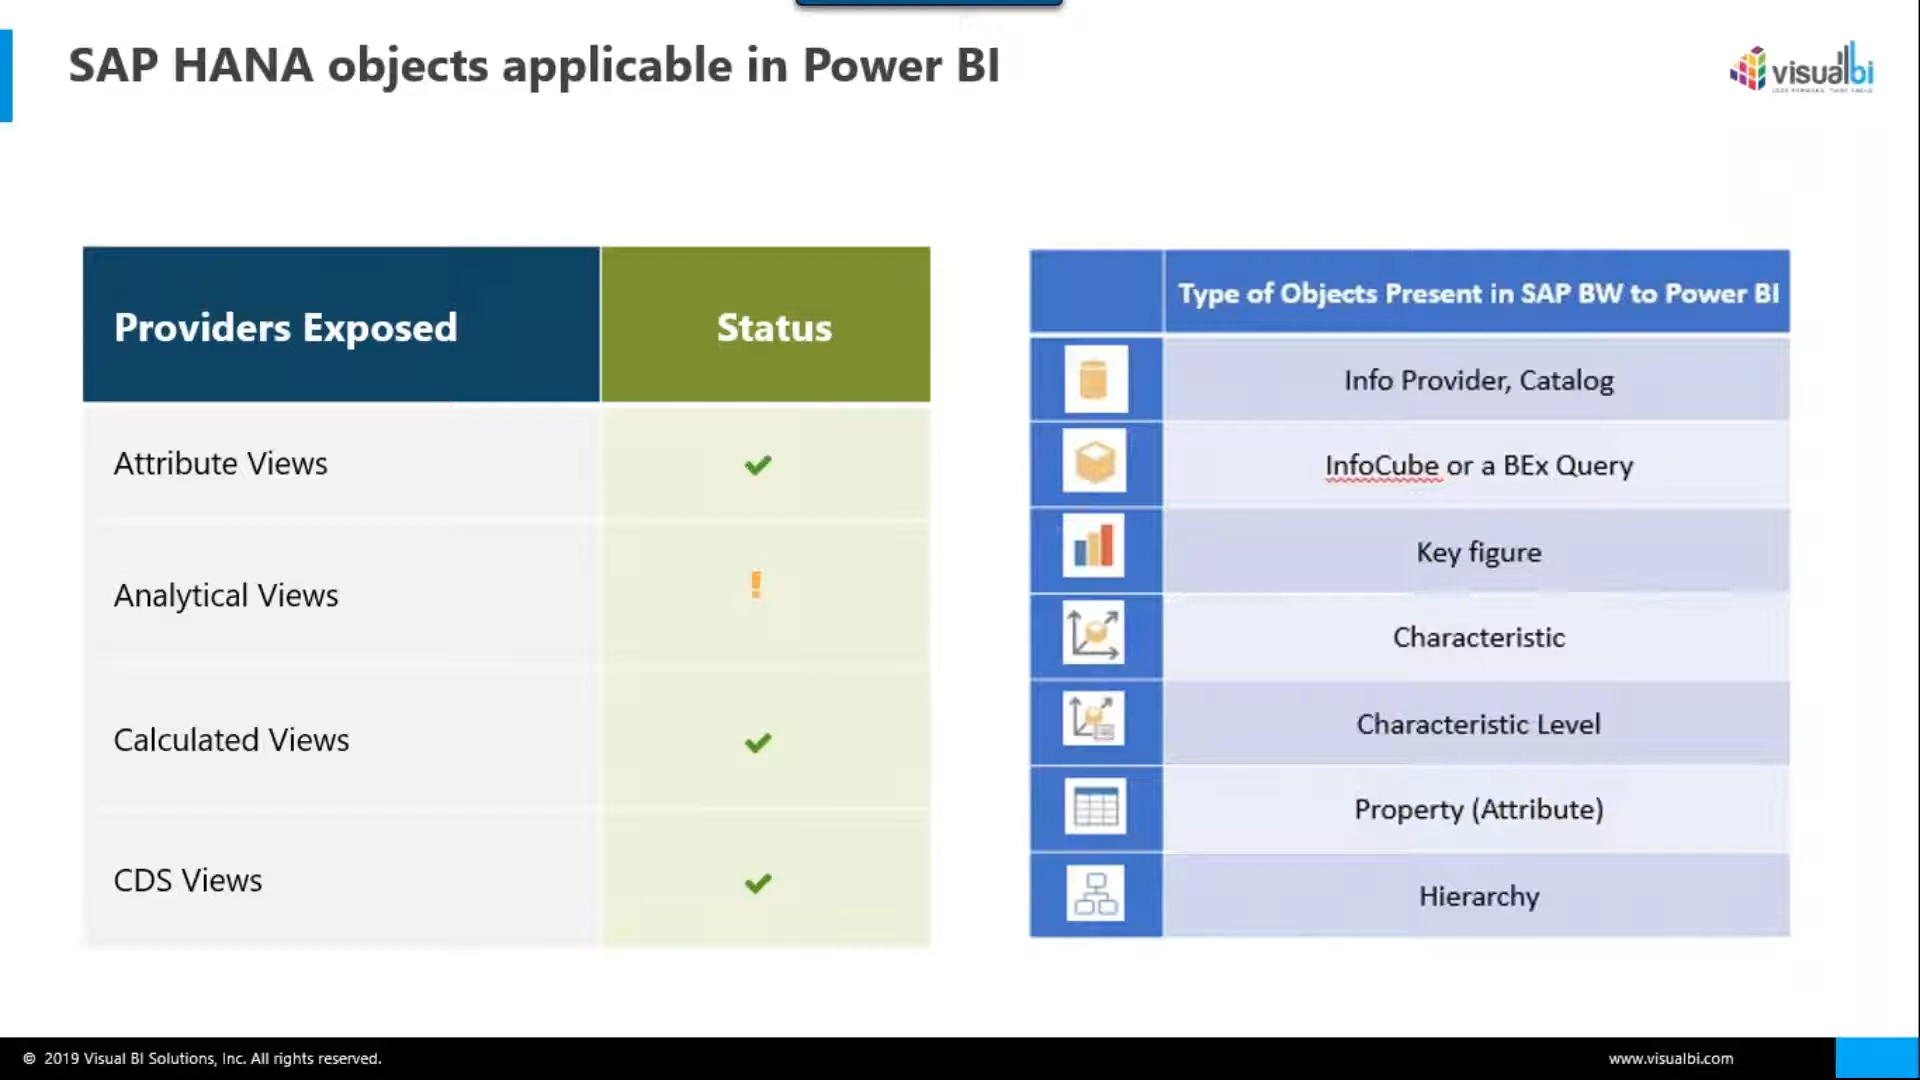 SAP HANA objects applicable in Power BI
visualbi
Providers Exposed
Status
Attribute Views
Analytical Views
Calculated Views
CDS Views
Type of Objects Present in SAP BW to Power BI
Info Provider, Catalog
InfoCube or a BEx Query
Key figure
Characteristic
Characteristic Level
Property (Attribute)
Hierarchy
© 2019 Visual BI Solutions, Inc. All rights reserved.
www.visualbi.com